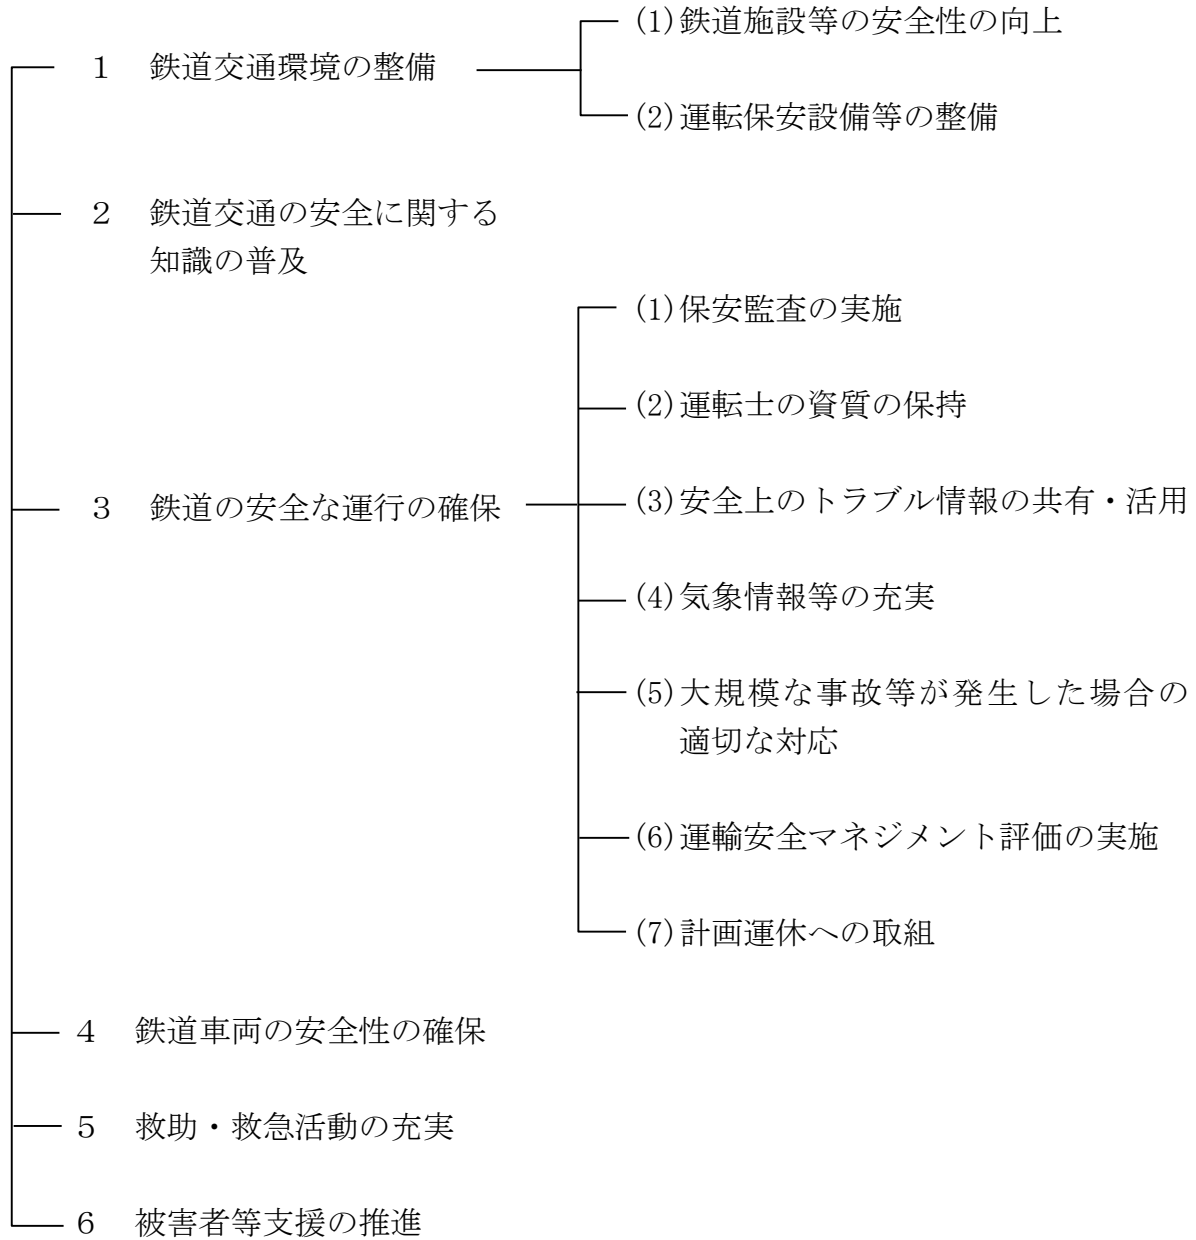 1 鉄道交通環境の整備
(1)鉄道施設等の安全性の向上
(2)運転保安設備等の整備
2 鉄道交通の安全に関する
知識の普及
3 鉄道の安全な運行の確保
(1)保安監査の実施
(2)運転士の資質の保持
(3)安全上のトラブル情報の共有・活用
(4)気象情報等の充実
(5)大規模な事故等が発生した場合の
適切な対応
(6)運輸安全マネジメント評価の実施
(7)計画運休への取組
4 鉄道車両の安全性の確保
5 救助・救急活動の充実
6 被害者等支援の推進